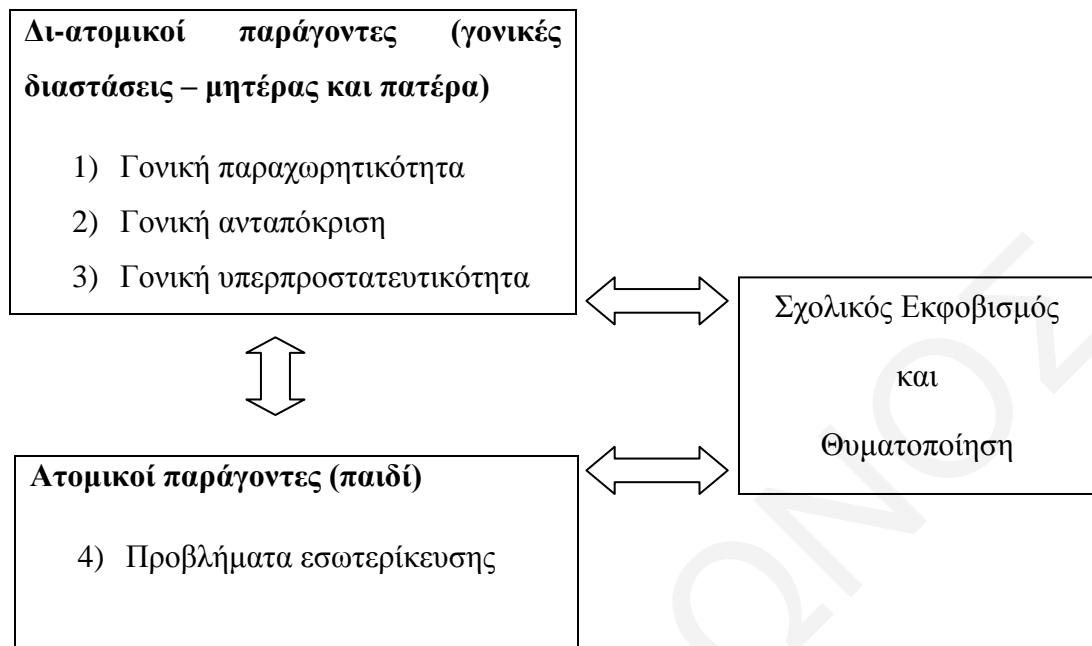 Δι-ατομικοί παράγοντες (γονικές
διαστάσεις – μητέρας και πατέρα)
1) Γονική παραχωρητικότητα
2) Γονική ανταπόκριση
3) Γονική υπερπροστατευτικότητα
Σχολικός Εκφοβισμός
και
Θυματοποίηση
Ατομικοί παράγοντες (παιδί)
4) Προβλήματα εσωτερίκευσης
ΩΝΟΣ